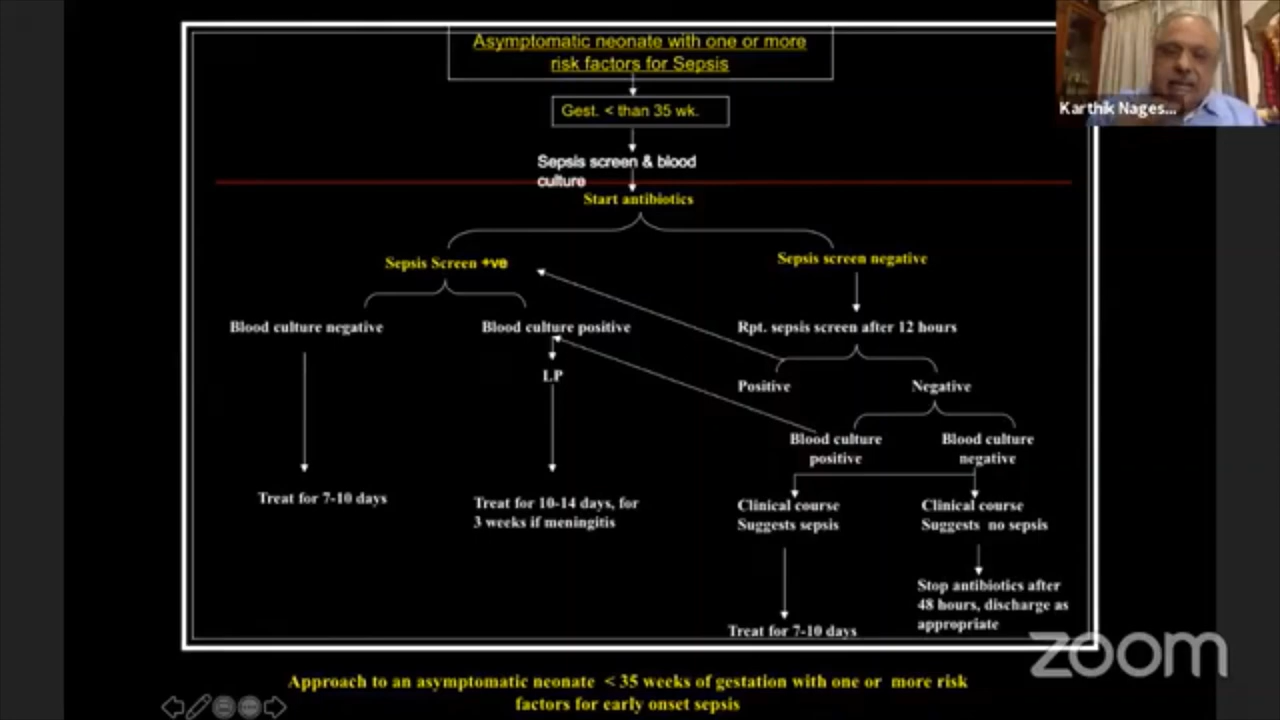 Asymptomatic neonate with one or more
risk factors for Sepsis
Karthik Nages...
Gest. < than 35 wk.
Sepsis screen & blood
culture
Start antibiotics
Sepsis Screen +ve
Sepsis screen negative
Blood culture negative
Blood culture positive
Rpt. sepsis screen after 12 hours
LP
Positive
Negative
Blood culture
positive
Blood culture
negative
Treat for 7-10 days
Treat for 10-14 days, for
3 weeks if meningitis
Clinical course
Suggests sepsis
Clinical course
Suggests no sepsis
Treat for 7-10 days
Stop antibiotics after
48 hours, discharge as
appropriate
zoom
Approach to an asymptomatic neonate < 35 weeks of gestation with one or more risk
factors for early onset sepsis